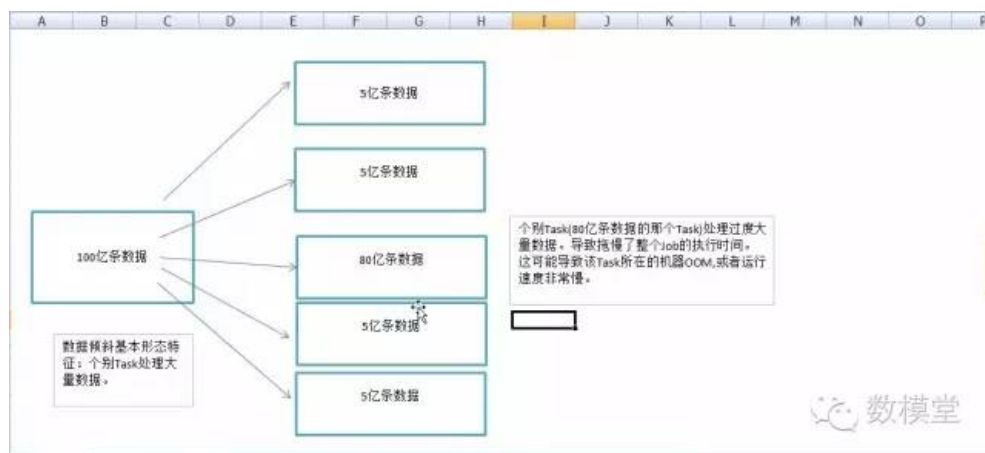 A B C D E F G H I J K L M N O P
5亿条数据
5亿条数据
100亿条数据
80亿条数据
5亿条数据
5亿条数据
个别Task(80亿条数据的那个Task)处理过度大
量数据。导致拖慢了整个Job的执行时间。
这可能导致该Task所在的机器OOM,或者运行
速度非常慢。
数据倾斜基本形态特
征：个别Task处理大
量数据。
数模堂